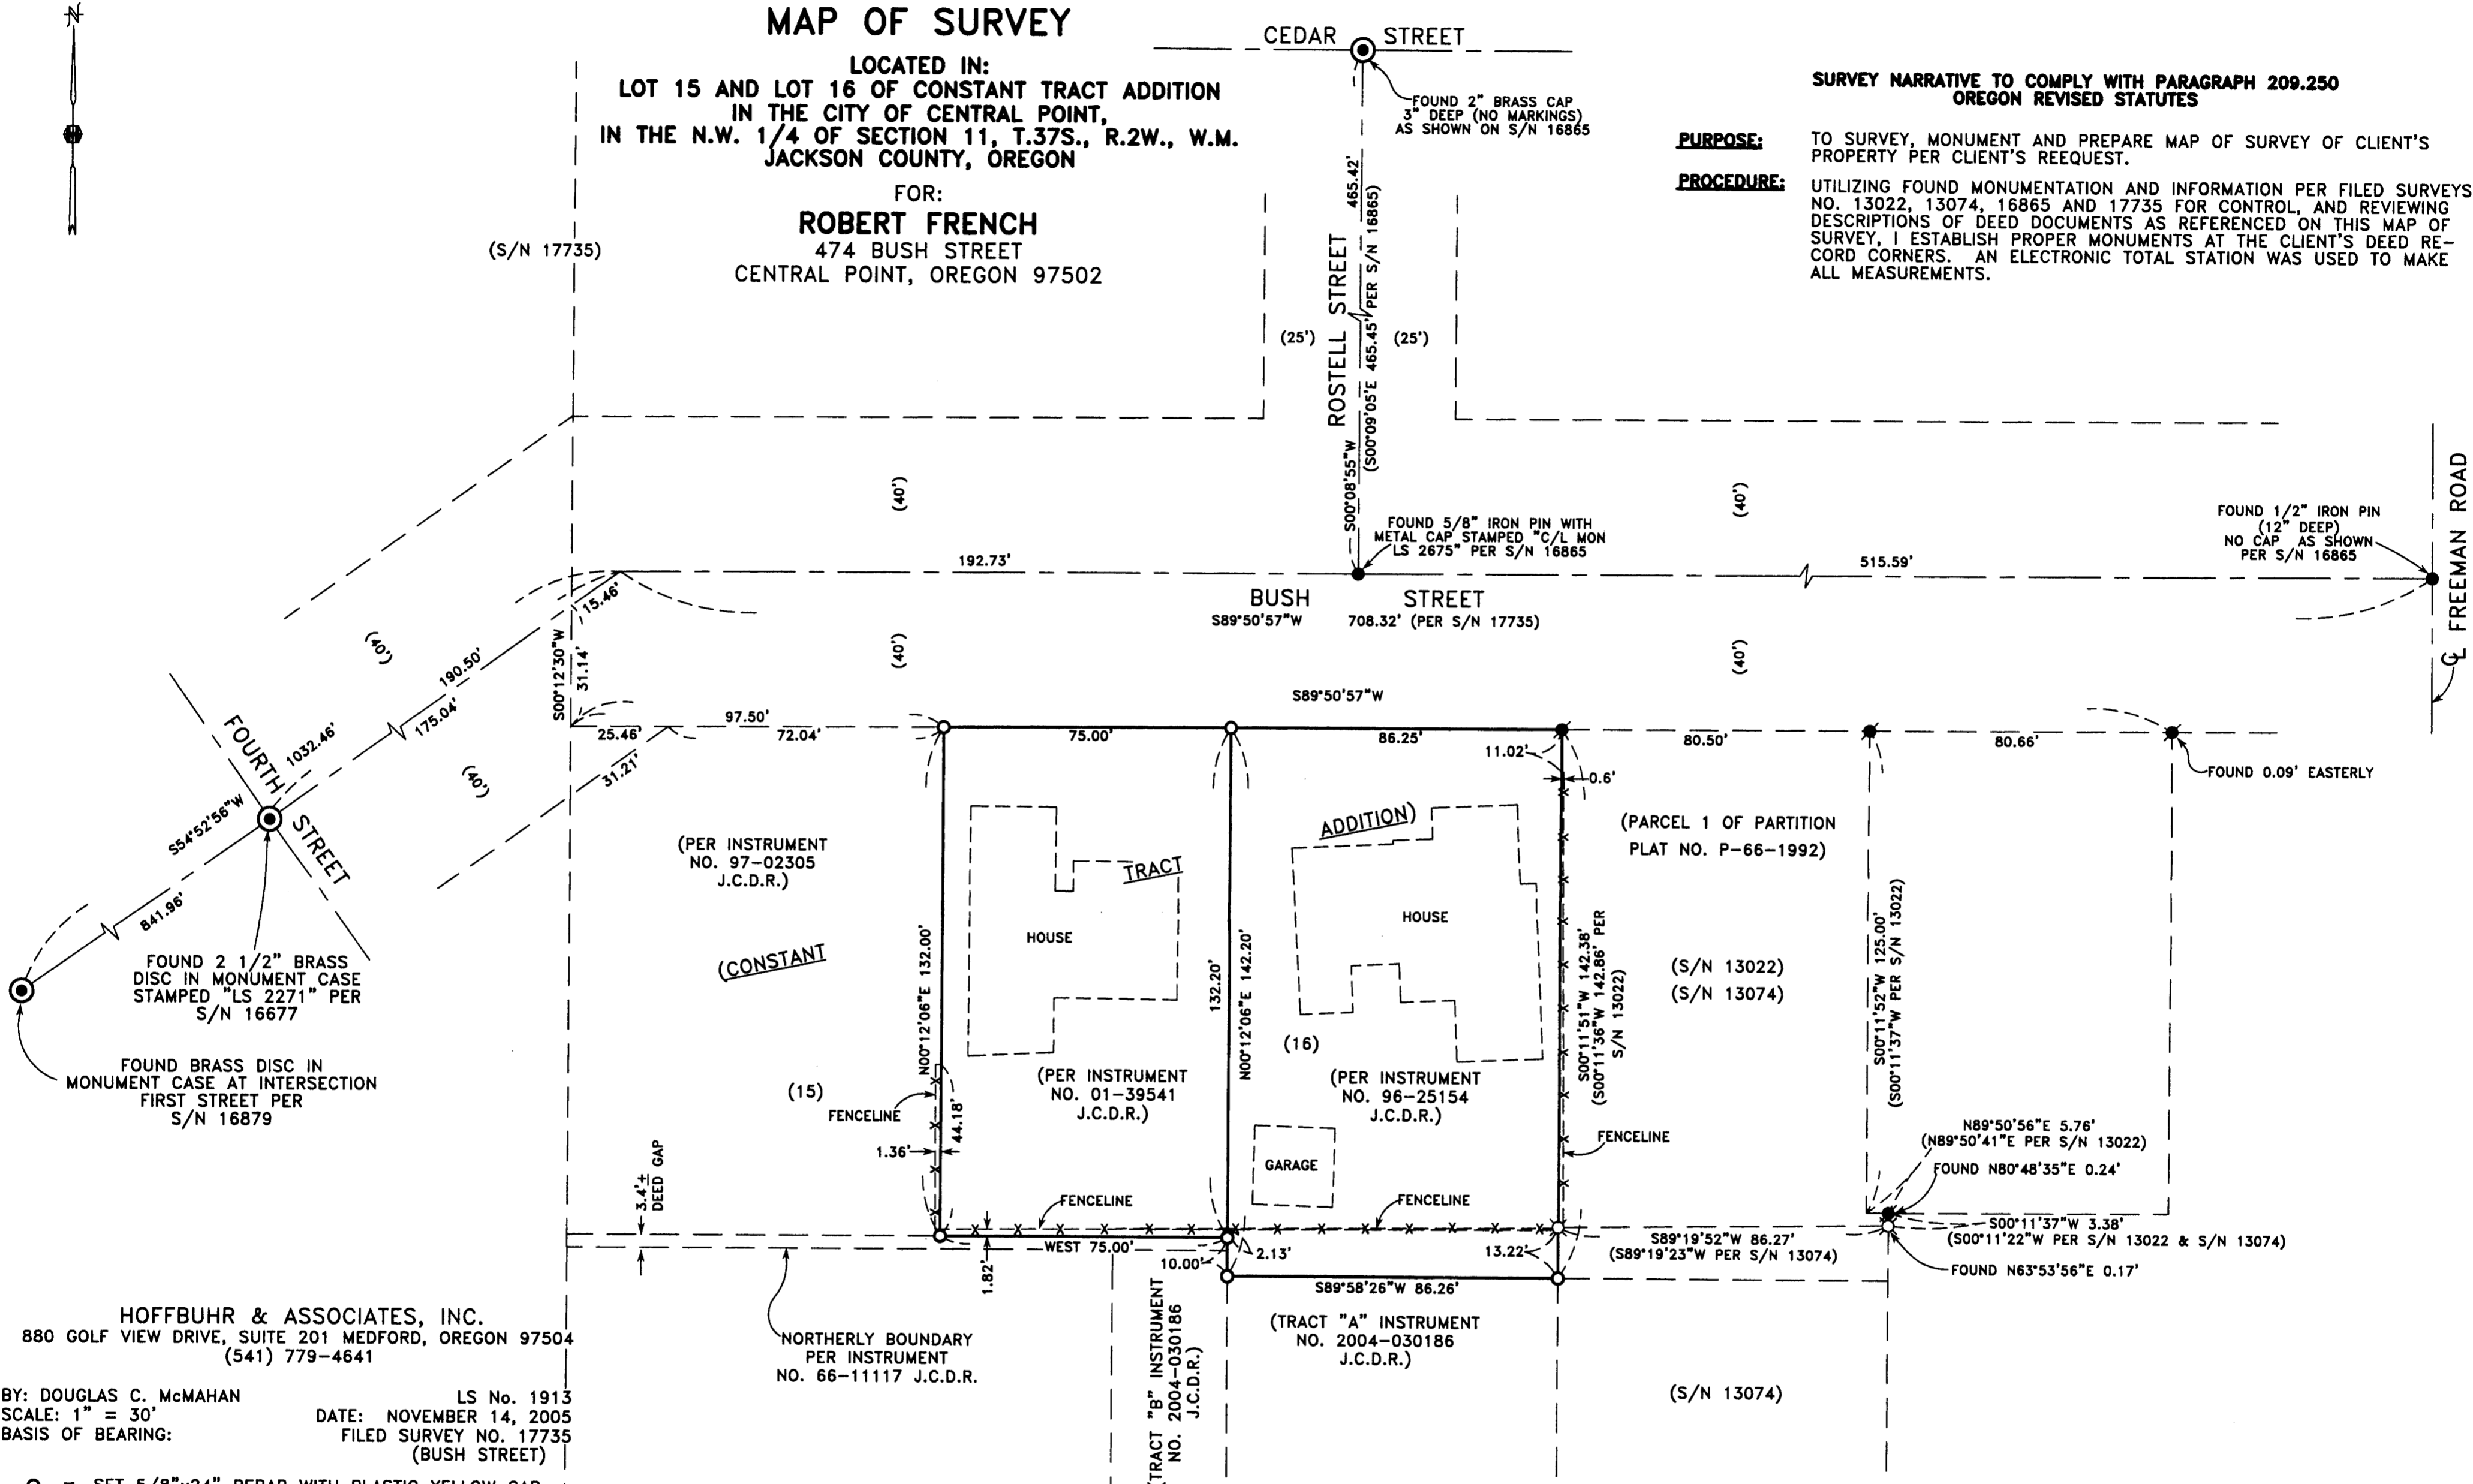 N
MAP OF SURVEY
LOCATED IN:
LOT 15 AND LOT 16 OF CONSTANT TRACT ADDITION
IN THE CITY OF CENTRAL POINT,
IN THE N.W. 1/4 OF SECTION 11, T.37S., R.2W., W.M.
JACKSON COUNTY, OREGON
FOR:
ROBERT FRENCH
474 BUSH STREET
CENTRAL POINT, OREGON 97502
(S/N 17735)
CEDAR STREET
FOUND 2" BRASS CAP
3" DEEP (NO MARKINGS)
AS SHOWN ON S/N 16865
SURVEY NARRATIVE TO COMPLY WITH PARAGRAPH 209.250
OREGON REVISED STATUTES
PURPOSE: TO SURVEY, MONUMENT AND PREPARE MAP OF SURVEY OF CLIENT'S
PROPERTY PER CLIENT'S REEQUEST.
PROCEDURE: UTILIZING FOUND MONUMENTATION AND INFORMATION PER FILED SURVEYS
NO. 13022, 13074, 16865 AND 17735 FOR CONTROL, AND REVIEWING
DESCRIPTIONS OF DEED DOCUMENTS AS REFERENCED ON THIS MAP OF
SURVEY, I ESTABLISH PROPER MONUMENTS AT THE CLIENT'S DEED RE-
CORD CORNERS. AN ELECTRONIC TOTAL STATION WAS USED TO MAKE
ALL MEASUREMENTS.
ROSTELL STREET
465.42'
S00°08'55"W
(S00°09'05"E 465.45' PER S/N 16865)
(25')
(25')
(40')
(40')
FOUND 5/8" IRON PIN WITH
METAL CAP STAMPED "C/L MON
LS 2675" PER S/N 16865
FOUND 1/2" IRON PIN
(12" DEEP)
NO CAP AS SHOWN
PER S/N 16865
℄ FREEMAN ROAD
192.73'
515.59'
BUSH STREET
S89°50'57"W 708.32' (PER S/N 17735)
15.46'
S00°12'30"W
31.14'
(40')
(40')
(40')
(40')
190.50'
175.04'
1032.46'
FOURTH STREET
S54°52'56"W
841.96'
FOUND 2 1/2" BRASS
DISC IN MONUMENT CASE
STAMPED "LS 2271" PER
S/N 16677
FOUND BRASS DISC IN
MONUMENT CASE AT INTERSECTION
FIRST STREET PER
S/N 16879
S89°50'57"W
97.50'
25.46'
72.04'
31.21'
75.00'
86.25'
11.02'
0.6'
80.50'
80.66'
FOUND 0.09' EASTERLY
(PER INSTRUMENT
NO. 97-02305
J.C.D.R.)
(CONSTANT
TRACT
ADDITION)
HOUSE
HOUSE
(PARCEL 1 OF PARTITION
PLAT NO. P-66-1992)
N00°12'06"E 132.00'
132.20'
N00°12'06"E 142.20'
S00°11'51"W 142.38'
(S00°11'36"W 142.86' PER
S/N 13022)
(S/N 13022)
(S/N 13074)
S00°11'52"W 125.00'
(S00°11'37"W PER S/N 13022)
(16)
(15)
(PER INSTRUMENT
NO. 01-39541
J.C.D.R.)
(PER INSTRUMENT
NO. 96-25154
J.C.D.R.)
FENCELINE
44.18'
1.36'
GARAGE
FENCELINE
FENCELINE
FENCELINE
N89°50'56"E 5.76'
(N89°50'41"E PER S/N 13022)
FOUND N80°48'35"E 0.24'
S00°11'37"W 3.38'
(S00°11'22"W PER S/N 13022 & S/N 13074)
FOUND N63°53'56"E 0.17'
3.4'±
DEED GAP
WEST 75.00'
1.82'
2.13'
10.00'
13.22'
S89°19'52"W 86.27'
(S89°19'23"W PER S/N 13074)
S89°58'26"W 86.26'
NORTHERLY BOUNDARY
PER INSTRUMENT
NO. 66-11117 J.C.D.R.
(TRACT "B" INSTRUMENT
NO. 2004-030186
J.C.D.R.)
(TRACT "A" INSTRUMENT
NO. 2004-030186
J.C.D.R.)
(S/N 13074)
HOFFBUHR & ASSOCIATES, INC.
880 GOLF VIEW DRIVE, SUITE 201 MEDFORD, OREGON 97504
(541) 779-4641
BY: DOUGLAS C. McMAHAN LS No. 1913
SCALE: 1" = 30' DATE: NOVEMBER 14, 2005
BASIS OF BEARING: FILED SURVEY NO. 17735
(BUSH STREET)
O = SET 5/8"x24" REBAR WITH PLASTIC YELLOW CAP